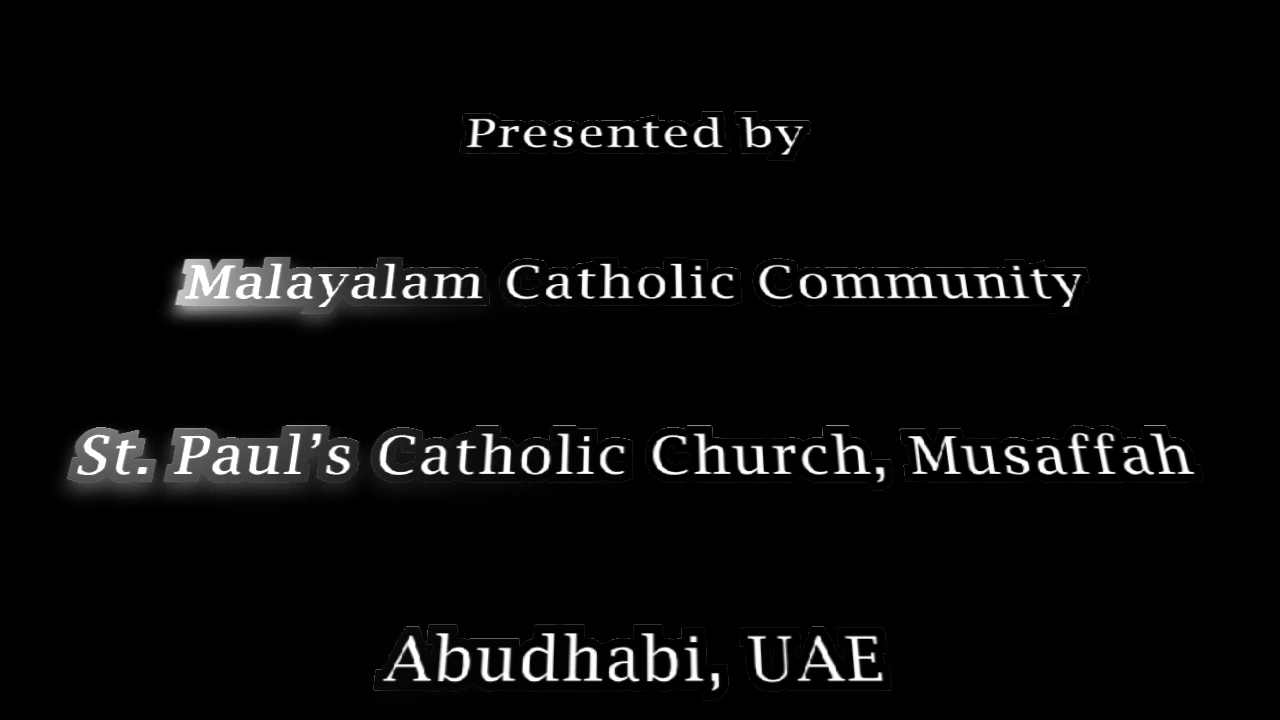 Presented by
Malayalam Catholic Community
St. Paul’s Catholic Church, Musaffah
Abudhabi, UAE